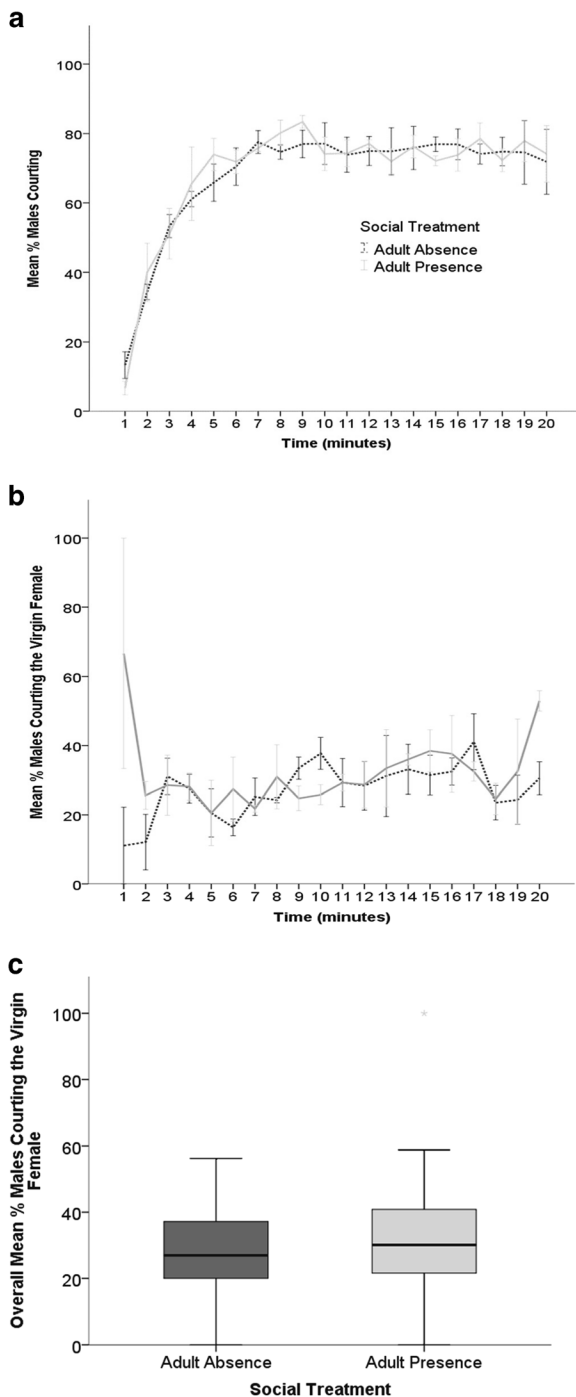 a
Mean % Males Courting
100
80
60
40
20
0
Social Treatment
Adult Absence
Adult Presence
1 2 3 4 5 6 7 8 9 10 11 12 13 14 15 16 17 18 19 20
Time (minutes)
b
Mean % Males Courting the Virgin Female
100
80
60
40
20
0
1 2 3 4 5 6 7 8 9 10 11 12 13 14 15 16 17 18 19 20
Time (minutes)
c
Overall Mean % Males Courting the Virgin
Female
100
80
60
40
20
0
*
Adult Absence Adult Presence
Social Treatment